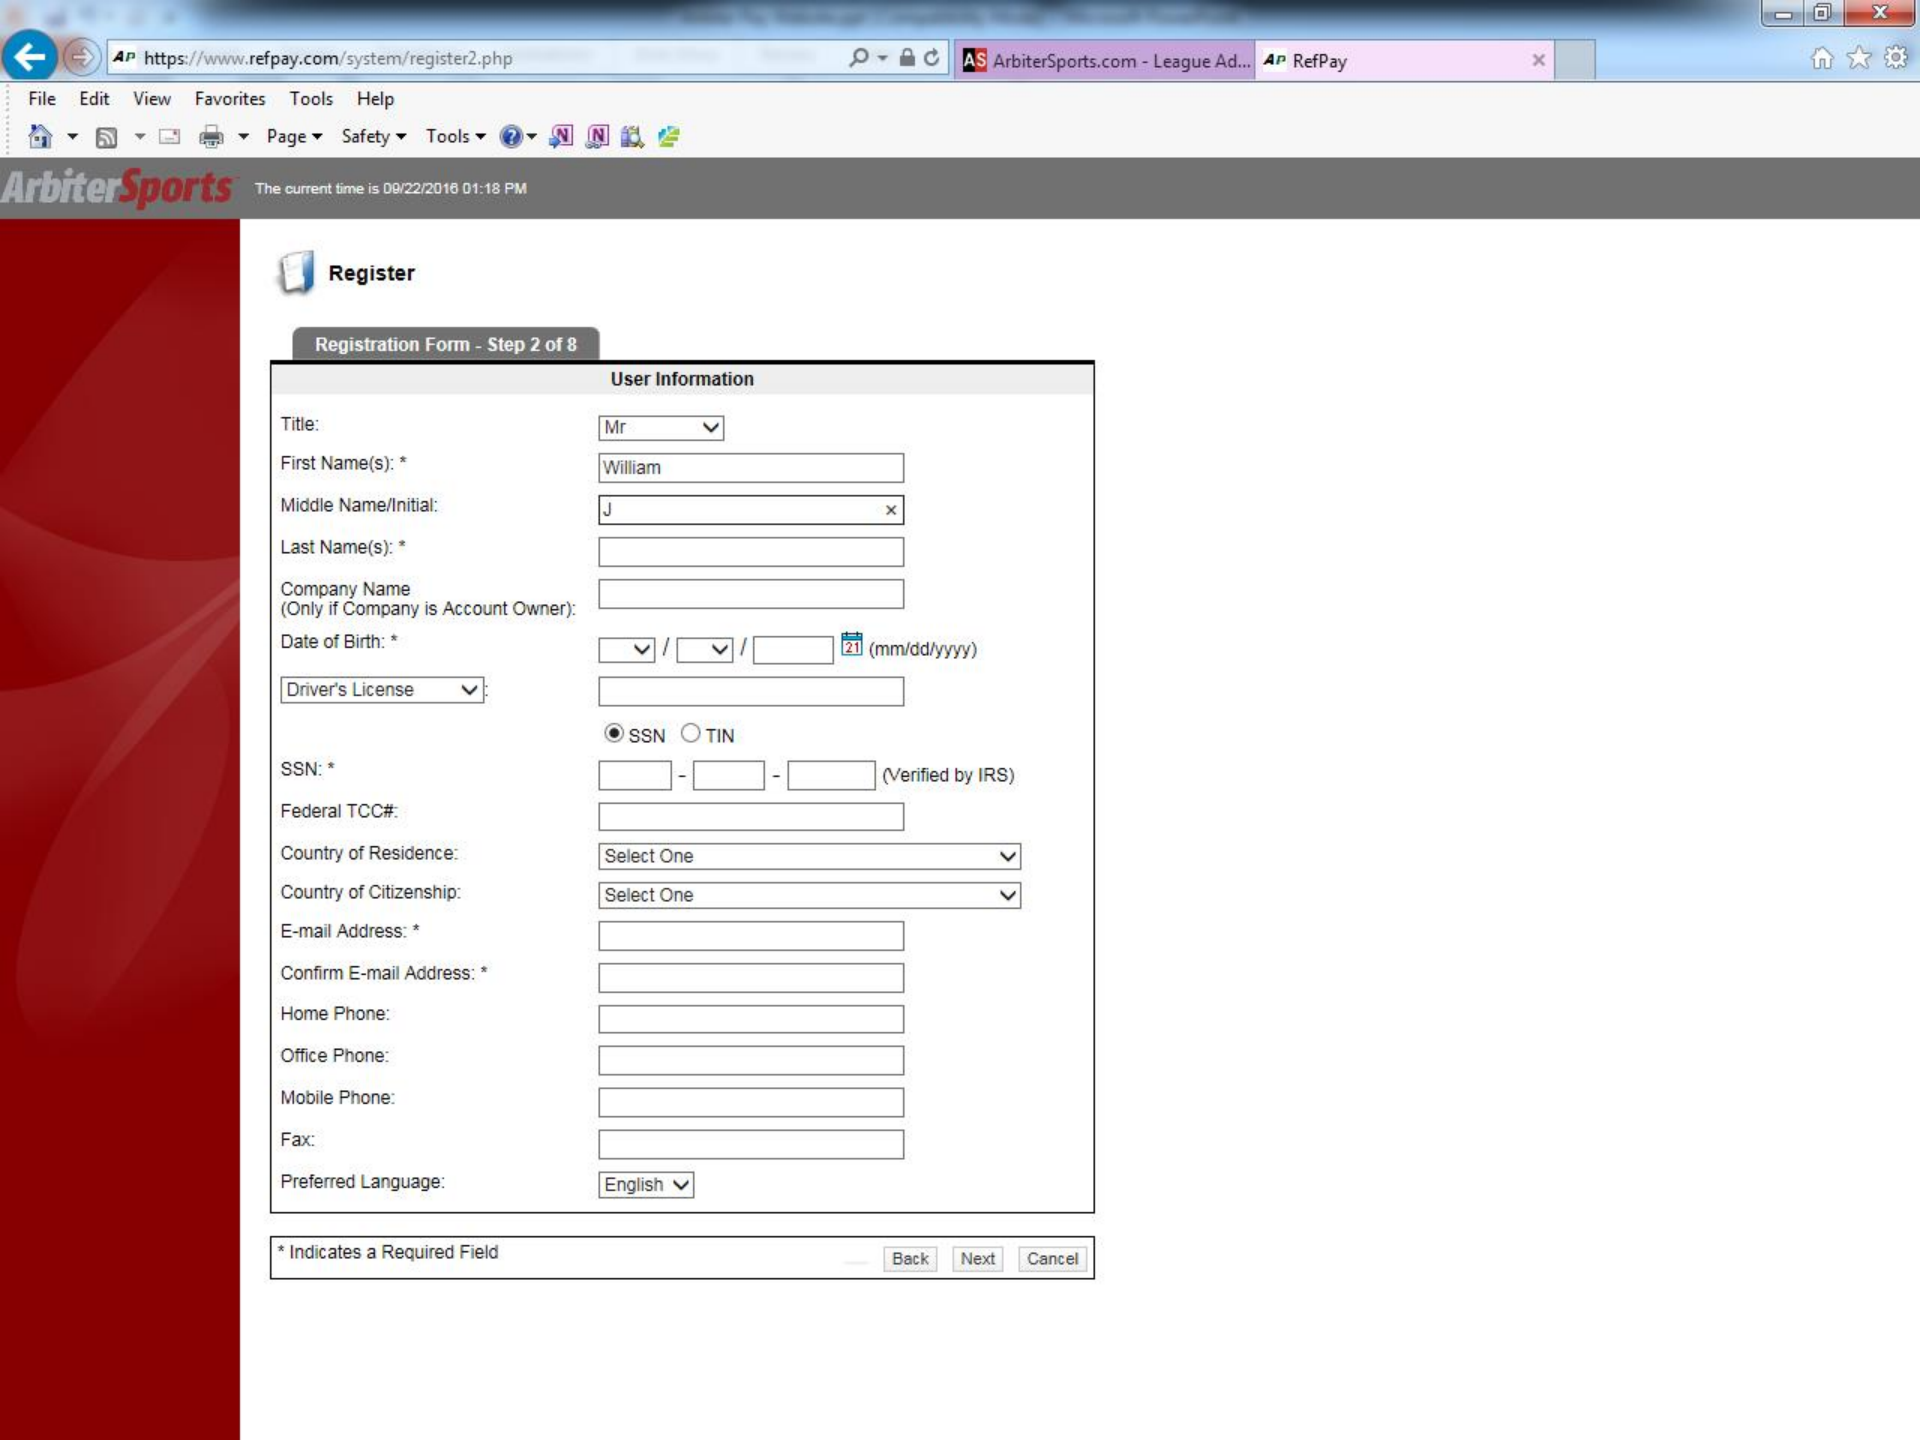 https://www.refpay.com/system/register2.php
AS ArbiterSports.com - League Ad...
AP RefPay
File Edit View Favorites Tools Help
Page Safety Tools
ArbiterSports The current time is 09/22/2016 01:18 PM
Register
Registration Form - Step 2 of 8
User Information
Title: Mr
First Name(s): * William
Middle Name/Initial: J
Last Name(s): *
Company Name
(Only if Company is Account Owner):
Date of Birth: * / / 21 (mm/dd/yyyy)
Driver's License :
SSN TIN
SSN: * - - (Verified by IRS)
Federal TCC#:
Country of Residence: Select One
Country of Citizenship: Select One
E-mail Address: *
Confirm E-mail Address: *
Home Phone:
Office Phone:
Mobile Phone:
Fax:
Preferred Language: English
* Indicates a Required Field Back Next Cancel